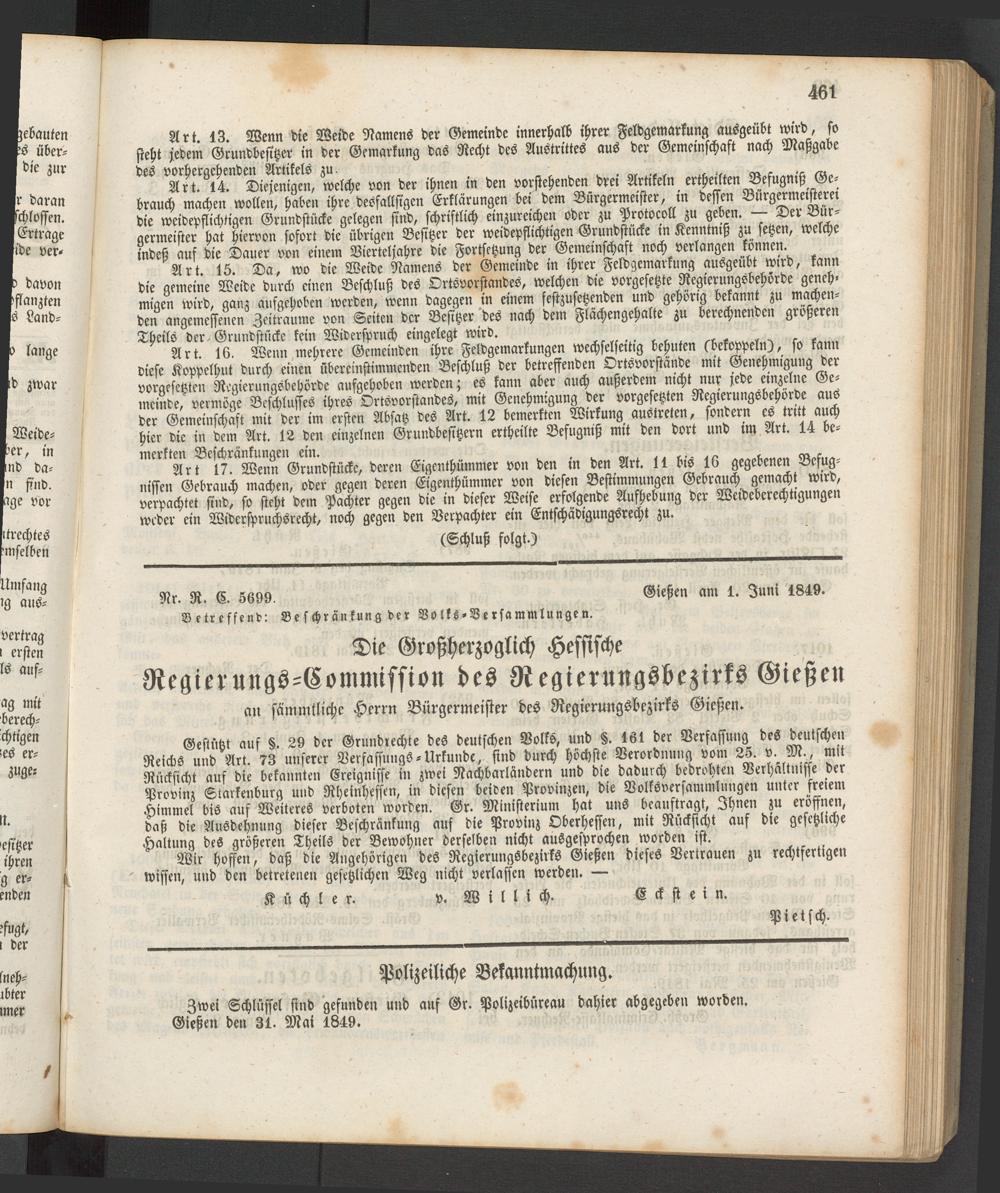 461
Art. 13. Wenn die Weide Namens der Gemeinde innerhalb ihrer Feldgemarkung ausgeübt wird, so
steht jedem Grundbesitzer in der Gemarkung das Recht des Austrittes aus der Gemeinschaft nach Maßgabe
des vorhergehenden Artikels zu.
Art. 14. Diejenigen, welche von der ihnen in den vorstehenden drei Artikeln ertheilten Befugniß Ge-
brauch machen wollen, haben ihre desfallsigen Erklärungen bei dem Bürgermeister, in dessen Bürgermeisterei
die weidepflichtigen Grundstücke gelegen sind, schriftlich einzureichen oder zu Protocoll zu geben. — Der Bür-
germeister hat hiervon sofort die übrigen Besitzer der weidepflichtigen Grundstücke in Kenntniß zu setzen, welche
indeß auf die Dauer von einem Vierteljahre die Fortsetzung der Gemeinschaft noch verlangen können.
Art. 15. Da, wo die Weide Namens der Gemeinde in ihrer Feldgemarkung ausgeübt wird, kann
die gemeine Weide durch einen Beschluß des Ortsvorstandes, welchen die vorgesetzte Regierungsbehörde geneh-
migen wird, ganz aufgehoben werden, wenn dagegen in einem festzusetzenden und gehörig bekannt zu machen-
den angemessenen Zeitraume von Seiten der Besitzer des nach dem Flächengehalte zu berechnenden größeren
Theils der Grundstücke kein Widerspruch eingelegt wird.
Art. 16. Wenn mehrere Gemeinden ihre Feldgemarkungen wechselseitig behuten (bekoppeln), so kann
diese Koppelhut durch einen übereinstimmenden Beschluß der betreffenden Ortsvorstände mit Genehmigung der
vorgesetzten Regierungsbehörde aufgehoben werden; es kann aber auch außerdem nicht nur jede einzelne Ge-
meinde, vermöge Beschlusses ihres Ortsvorstandes, mit Genehmigung der vorgesetzten Regierungsbehörde aus
der Gemeinschaft mit der im ersten Absatz des Art. 12 bemerkten Wirkung austreten, sondern es tritt auch
hier die in dem Art. 12 den einzelnen Grundbesitzern ertheilte Befugniß mit den dort und im Art. 14 be-
merkten Beschränkungen ein.
Art 17. Wenn Grundstücke, deren Eigenthümmer von den in den Art. 11 bis 16 gegebenen Befug-
nissen Gebrauch machen, oder gegen deren Eigenthümmer von diesen Bestimmungen Gebrauch gemacht wird,
verpachtet sind, so steht dem Pachter gegen die in dieser Weise erfolgende Aufhebung der Weideberechtigungen
weder ein Widerspruchsrecht, noch gegen den Verpachter ein Entschädigungsrecht zu.
(Schluß folgt.)
Nr. R. C. 5699. Gießen am 1. Juni 1849.
Betreffend: Beschränkung der Volks-Versammlungen.
Die Großherzoglich Hessische
Regierungs-Commission des Regierungsbezirks Gießen
an sämmtliche Herrn Bürgermeister des Regierungsbezirks Gießen.
Gestützt auf §. 29 der Grundrechte des deutschen Volks, und §. 161 der Verfassung des deutschen
Reichs und Art. 73 unserer Verfassungs-Urkunde, sind durch höchste Verordnung vom 25. v. M., mit
Rücksicht auf die bekannten Ereignisse in zwei Nachbarländern und die dadurch bedrohten Verhältnisse der
Provinz Starkenburg und Rheinhessen, in diesen beiden Provinzen, die Volksversammlungen unter freiem
Himmel bis auf Weiteres verboten worden. Gr. Ministerium hat uns beauftragt, Ihnen zu eröffnen,
daß die Ausdehnung dieser Beschränkung auf die Provinz Oberhessen, mit Rücksicht auf die gesetzliche
Haltung des größeren Theils der Bewohner derselben nicht ausgesprochen worden ist.
Wir hoffen, daß die Angehörigen des Regierungsbezirks Gießen dieses Vertrauen zu rechtfertigen
wissen, und den betretenen gesetzlichen Weg nicht verlassen werden. —
Küchler. v. Willich. Eckstein.
Pietsch.
Polizeiliche Bekanntmachung.
Zwei Schlüssel sind gefunden und auf Gr. Polizeibüreau dahier abgegeben worden.
Gießen den 31. Mai 1849.